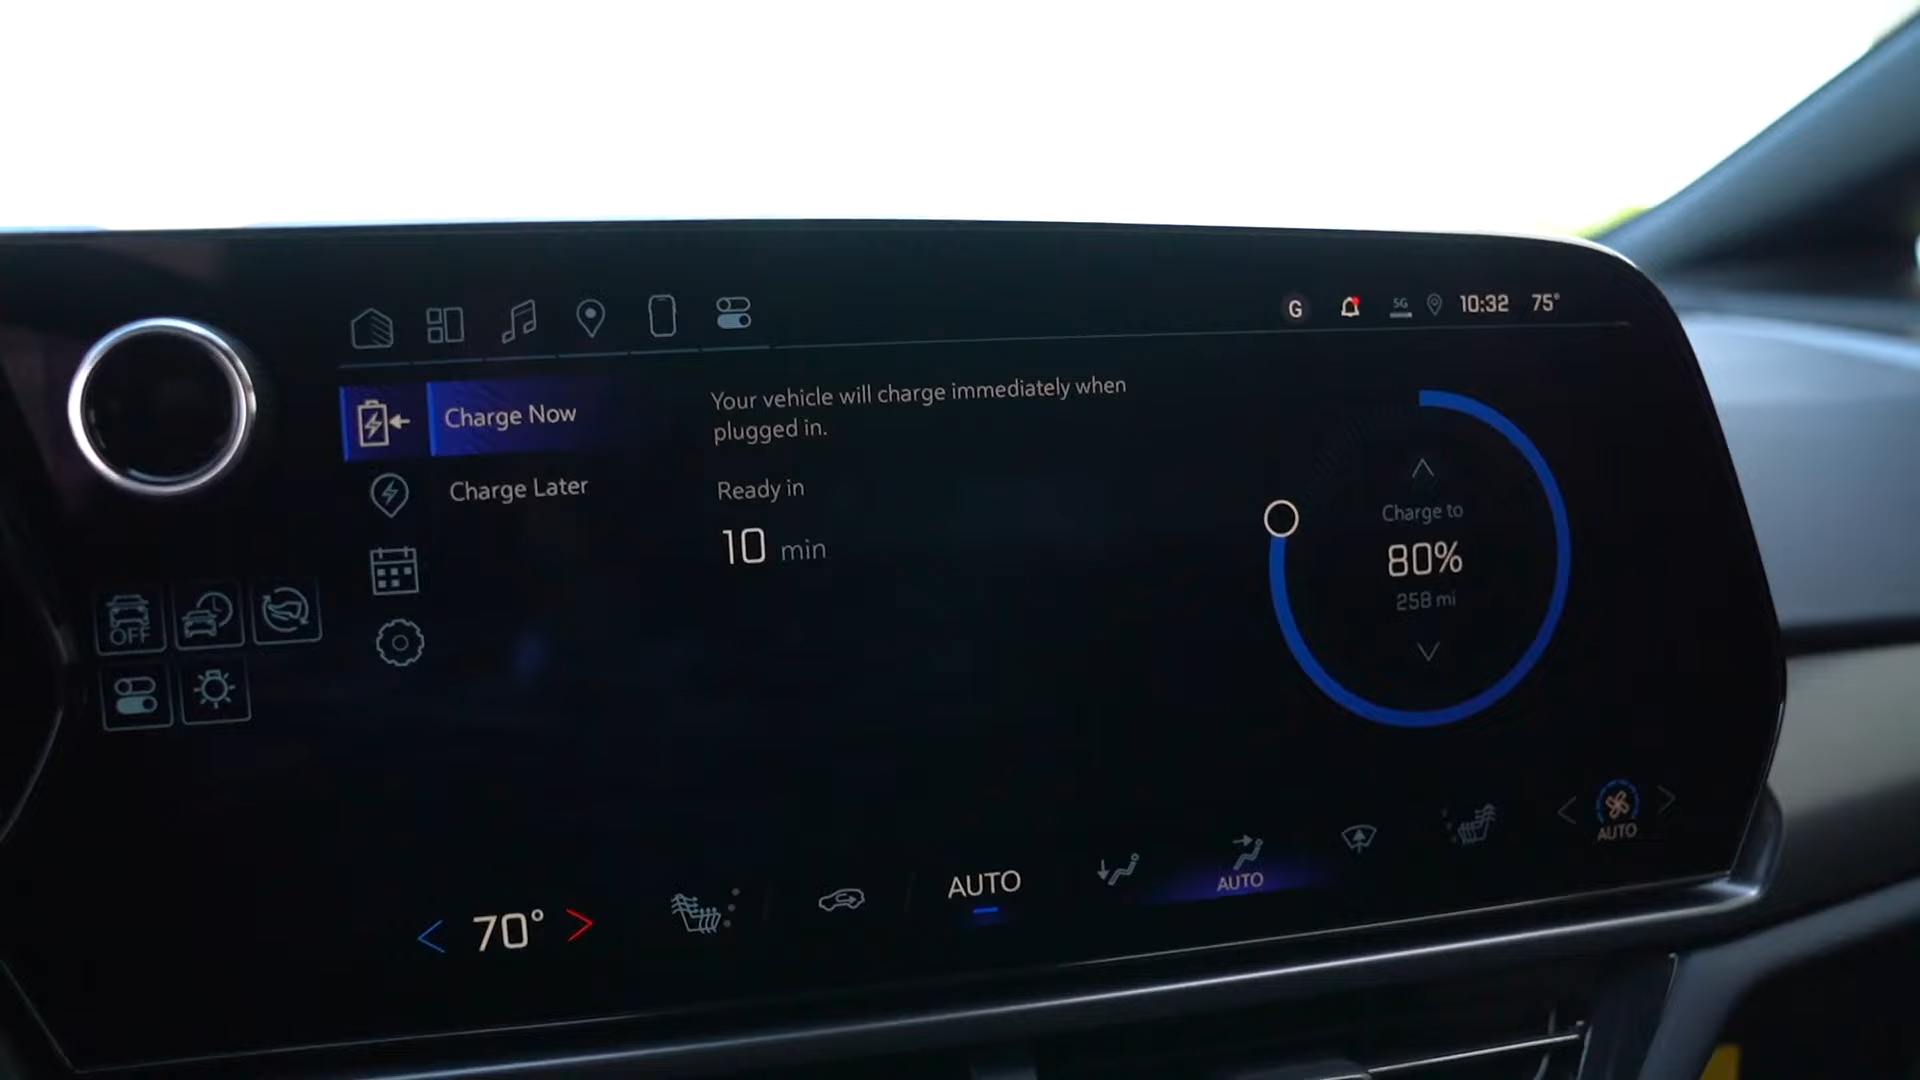 G
5G
10:32
75°
Charge Now
Charge Later
Your vehicle will charge immediately when
plugged in.
Ready in
10 min
Charge to
80%
258 mi
OFF
70°
AUTO
AUTO
AUTO